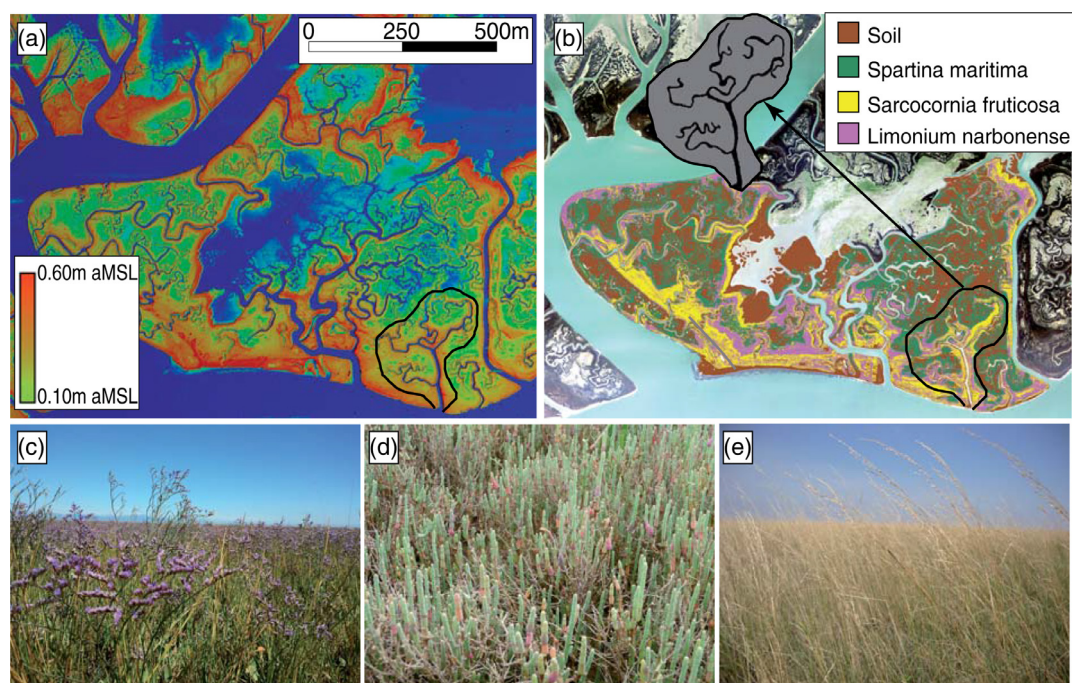 (a)
0 250 500m
0.60m aMSL
0.10m aMSL
(b)
Soil
Spartina maritima
Sarcocornia fruticosa
Limonium narbonense
(c)
(d)
(e)